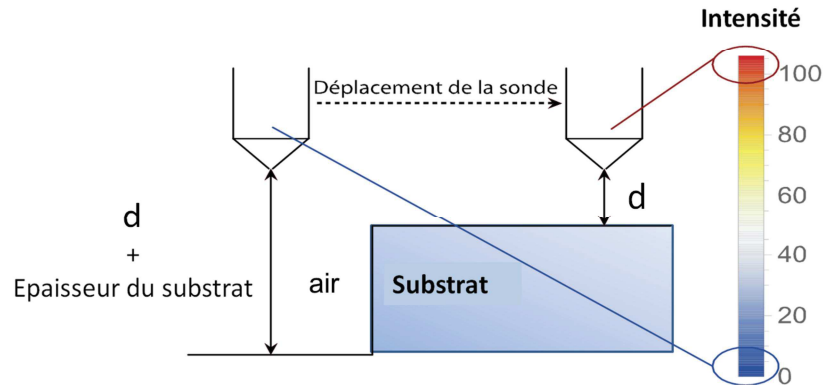 Intensité
Déplacement de la sonde
100
80
60
40
20
0
d
+
Epaisseur du substrat
air
Substrat
d